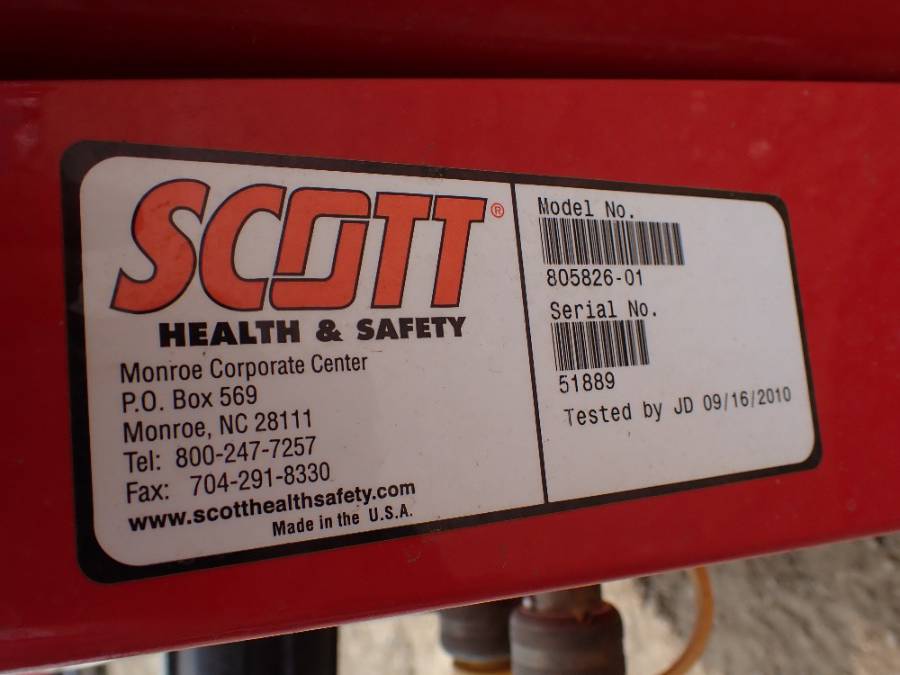 SCOTT®
HEALTH & SAFETY
Monroe Corporate Center
P.O. Box 569
Monroe, NC 28111
Tel: 800-247-7257
Fax: 704-291-8330
www.scotthealthsafety.com
Made in the U.S.A.
Model No.
805826-01
Serial No.
51889
Tested by JD 09/16/2010